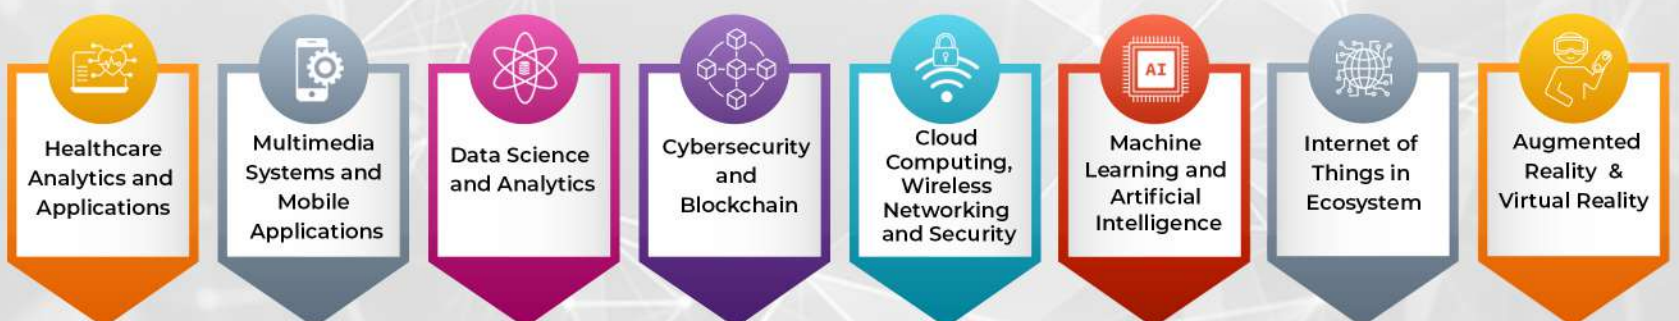 Healthcare
Analytics and
Applications
Multimedia
Systems and
Mobile
Applications
Data Science
and Analytics
Cybersecurity
and
Blockchain
Cloud
Computing,
Wireless
Networking
and Security
AI
Machine
Learning and
Artificial
Intelligence
Internet of
Things in
Ecosystem
Augmented
Reality &
Virtual Reality